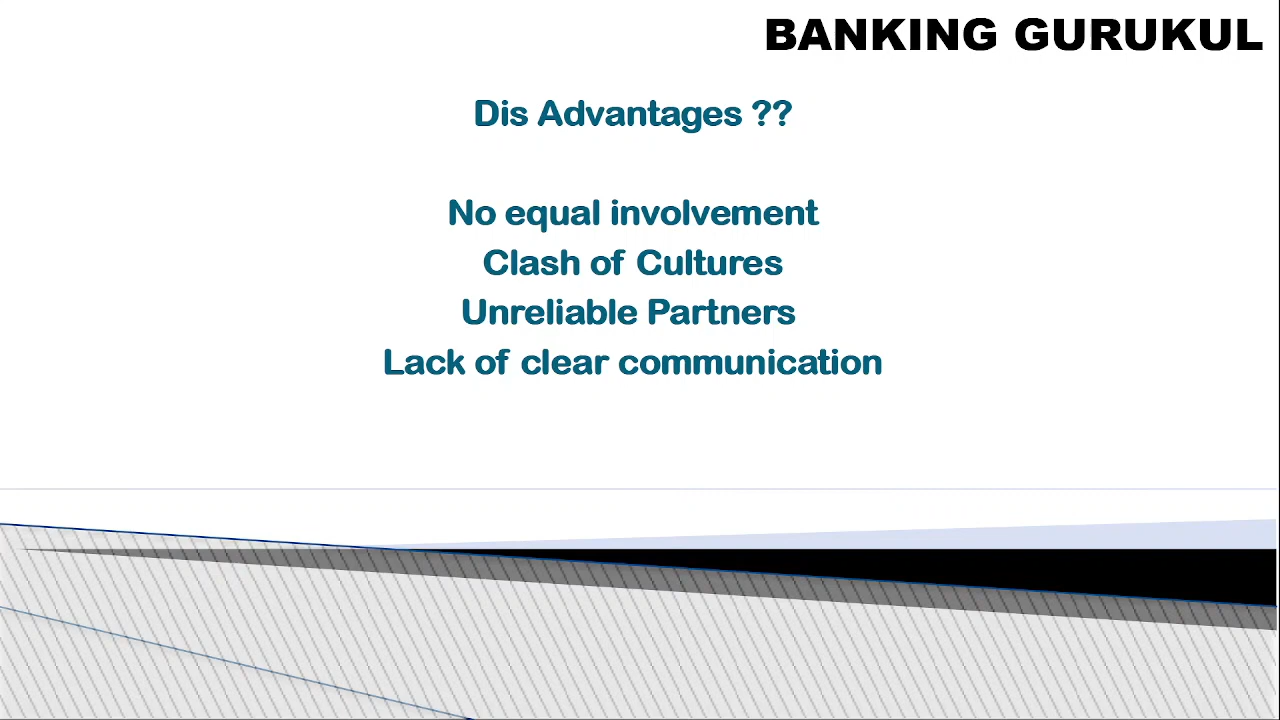 BANKING GURUKUL
Dis Advantages ??
No equal involvement
Clash of Cultures
Unreliable Partners
Lack of clear communication